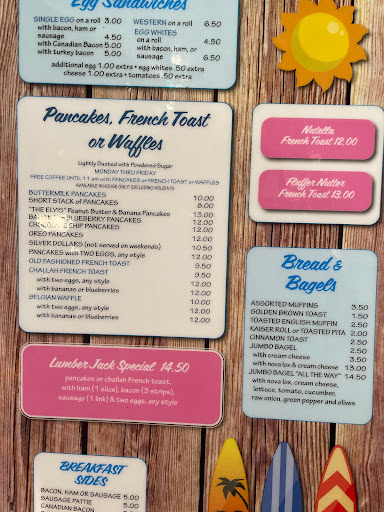 Egg Sandwiches
SINGLE EGG on a roll 3.00
with bacon, ham or
sausage 4.50
with Canadian Bacon 5.00
with turkey bacon 5.00
WESTERN on a roll 6.50
EGG WHITES
on a roll 4.50
with bacon, ham or
sausage 6.50
additional egg 1.00 extra • egg whites .50 extra
cheese 1.00 extra • tomatoes .50 extra
Pancakes, French Toast
or Waffles
Lightly Dusted with Powdered Sugar
MONDAY THRU FRIDAY
FREE COFFEE UNTIL 11 am with PANCAKES or FRENCH TOAST or WAFFLES
AVAILABLE IN HOUSE ONLY! EXCLUDING HOLIDAYS
BUTTERMILK PANCAKES 10.00
SHORT STACK of PANCAKES 8.00
"THE ELVIS" Peanut Butter & Banana Pancakes 13.00
BANANA or BLUEBERRY PANCAKES 12.00
CHOCOLATE CHIP PANCAKES 12.00
OREO PANCAKES 12.00
SILVER DOLLARS (not served on weekends) 10.50
PANCAKES with TWO EGGS, any style 12.00
OLD FASHIONED FRENCH TOAST 9.50
CHALLAH FRENCH TOAST 9.50
with two eggs, any style 12.00
with bananas or blueberries 12.00
BELGIAN WAFFLE 10.00
with two eggs, any style 12.00
with bananas or blueberries 12.00
Lumber Jack Special 14.50
pancakes or challah French toast,
with ham (1 slice), bacon (3 strips),
sausage (1 link) & two eggs, any style
BREAKFAST
SIDES
BACON, HAM OR SAUSAGE 5.00
SAUSAGE PATTIE 5.00
CANADIAN BACON
Nutella
French Toast 12.00
Fluffer Nutter
French Toast 13.00
Bread &
Bagels
ASSORTED MUFFINS 3.50
GOLDEN BROWN TOAST 1.50
TOASTED ENGLISH MUFFIN 2.50
KAISER ROLL or TOASTED PITA 2.00
CINNAMON TOAST 2.50
JUMBO BAGEL 2.50
with cream cheese 3.50
with nova lox & cream cheese 13.00
JUMBO BAGEL "ALL THE WAY" 14.50
with nova lox, cream cheese,
lettuce, tomato, cucumber,
raw onion, green pepper and olives